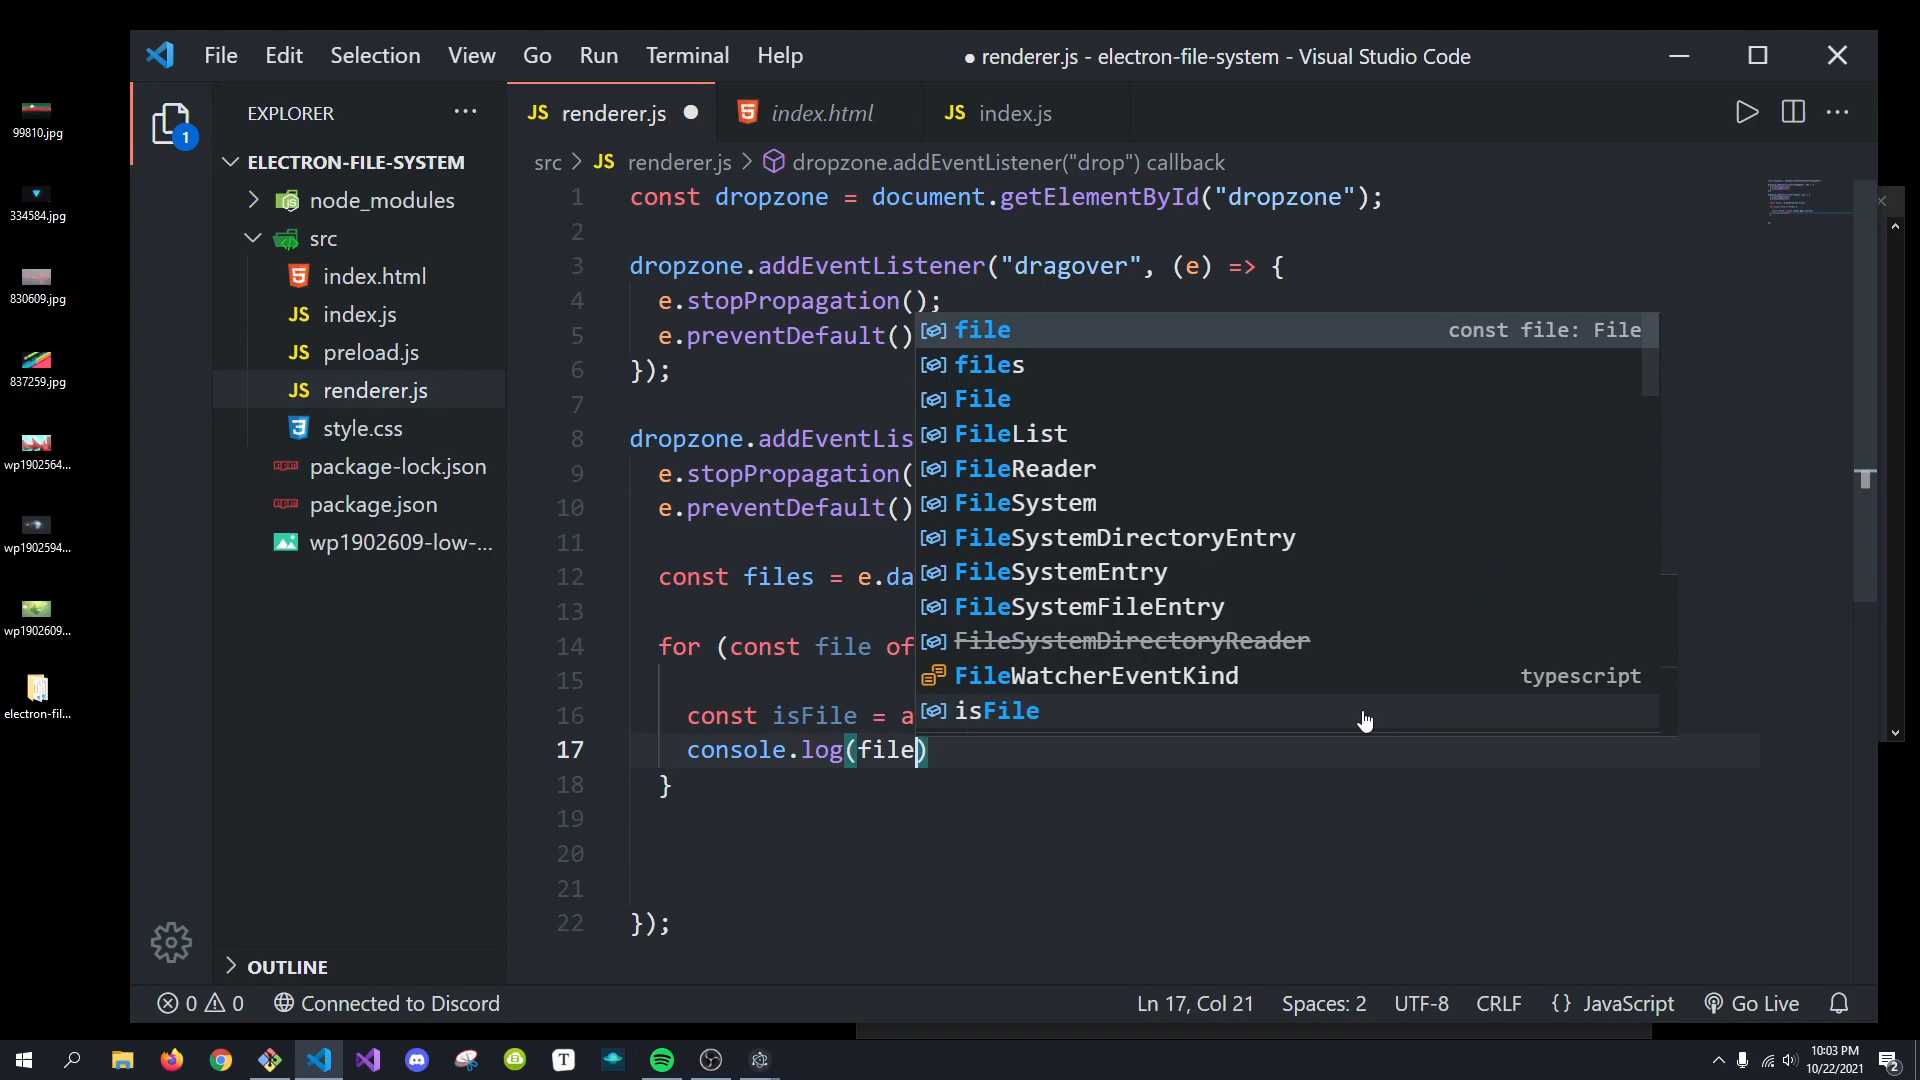 File Edit Selection View Go Run Terminal Help
● renderer.js - electron-file-system - Visual Studio Code
99810.jpg
334584.jpg
830609.jpg
837259.jpg
wp1902564...
wp1902594...
wp1902609...
electron-fil...
1
EXPLORER
ELECTRON-FILE-SYSTEM
node_modules
src
index.html
JS index.js
JS preload.js
JS renderer.js
style.css
package-lock.json
package.json
wp1902609-low-...
OUTLINE
JS renderer.js
index.html
JS index.js
src > JS renderer.js > dropzone.addEventListener("drop") callback
1 const dropzone = document.getElementById("dropzone");
2
3 dropzone.addEventListener("dragover", (e) => {
4 e.stopPropagation();
5 e.preventDefault()
6 });
7
8 dropzone.addEventLis
9 e.stopPropagation(
10 e.preventDefault()
11
12 const files = e.da
13
14 for (const file of
15
16 const isFile = a
17 console.log(file)
18 }
19
20
21
22 });
file const file: File
files
File
FileList
FileReader
FileSystem
FileSystemDirectoryEntry
FileSystemEntry
FileSystemFileEntry
FileSystemDirectoryReader
FileWatcherEventKind typescript
isFile
0 0 Connected to Discord
Ln 17, Col 21 Spaces: 2 UTF-8 CRLF {} JavaScript Go Live
T
10:03 PM
10/22/2021
2